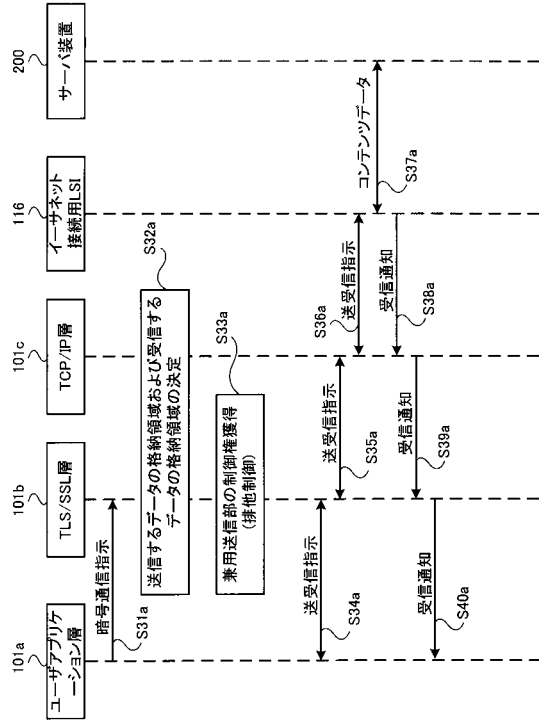 101a
ユーザアプリケ
ーション層
101b
TLS/SSL層
101c
TCP/IP層
116
イーサネット
接続用LSI
200
サーバ装置
暗号通信指示
S31a
送信するデータの格納領域および受信する
データの格納領域の決定
S32a
兼用送信部の制御権獲得
(排他制御)
S33a
送受信指示
S34a
送受信指示
S35a
送受信指示
S36a
コンテンツデータ
S37a
受信通知
S38a
受信通知
S39a
受信通知
S40a